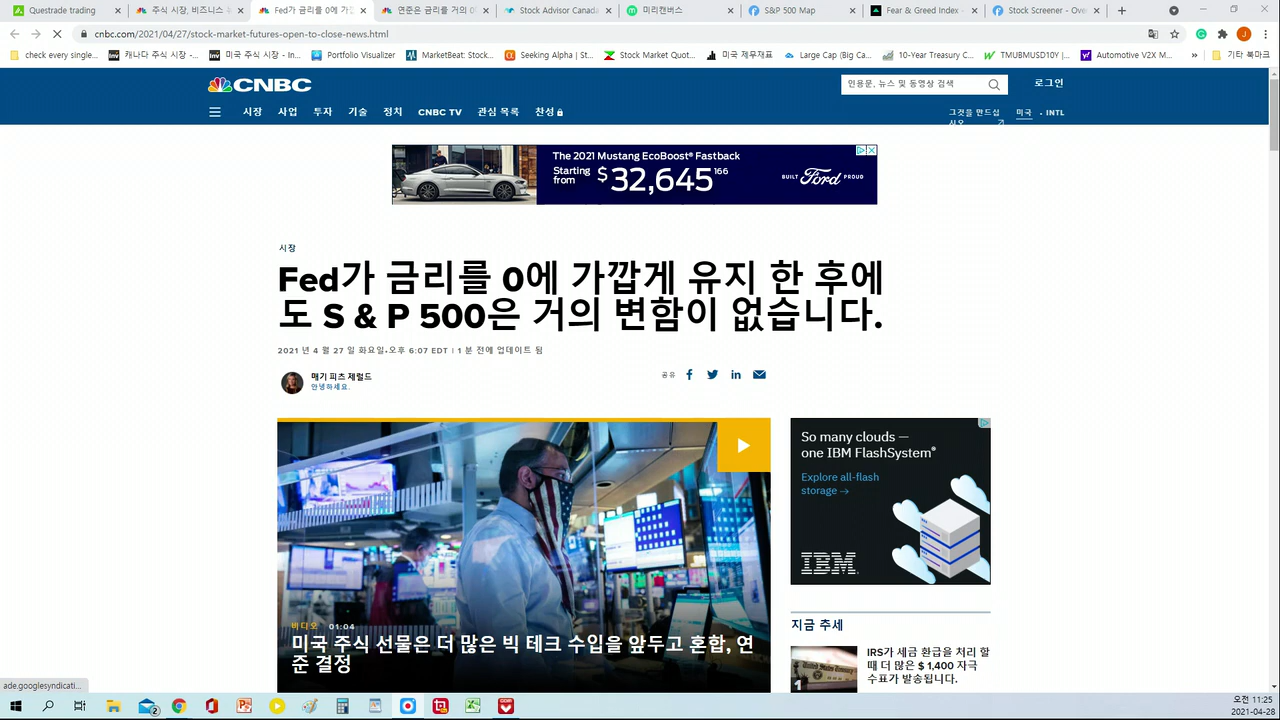 Questrade trading
주식 시장, 비즈니스 뉴
Fed가 금리를 0에 가깝
연준은 금리를 거의 0
Stock Advisor Canada
미리캔버스
S&P 500 Map
Fear & Greed Index -
Stock Screener - Ove
cnbc.com/2021/04/27/stock-market-futures-open-to-close-news.html
J
check every single...
캐나다 주식 시장 -...
미국 주식 시장 - In...
Portfolio Visualizer
MarketBeat: Stock...
Seeking Alpha | St...
Stock Market Quot...
미국 재무제표
Large Cap (Big Ca...
10-Year Treasury C...
TMUBMUSD10Y |...
Automotive V2X M...
»
기타 북마크
CNBC
인용문, 뉴스 및 동영상 검색
로그인
시장
사업
투자
기술
정치
CNBC TV
관심 목록
찬성
그것을 만드십
시오
미국
• INTL
The 2021 Mustang EcoBoost® Fastback
Starting
from
$32,645166
BUILT Ford PROUD
시장
Fed가 금리를 0에 가깝게 유지 한 후에
도 S & P 500은 거의 변함이 없습니다.
2021 년 4 월 27 일 화요일•오후 6:07 EDT | 1 분 전에 업데이트 됨
매기 피츠 제럴드
안녕하세요.
공유
So many clouds —
one IBM FlashSystem®
Explore all-flash
storage →
IBM.
비디오 01:04
미국 주식 선물은 더 많은 빅 테크 수입을 앞두고 혼합, 연
준 결정
지금 추세
1
IRS가 세금 환급을 처리 할
때 더 많은 $ 1,400 자극
수표가 발송됩니다.
ade.googlesyndicati...
2
오전 11:25
2021-04-28